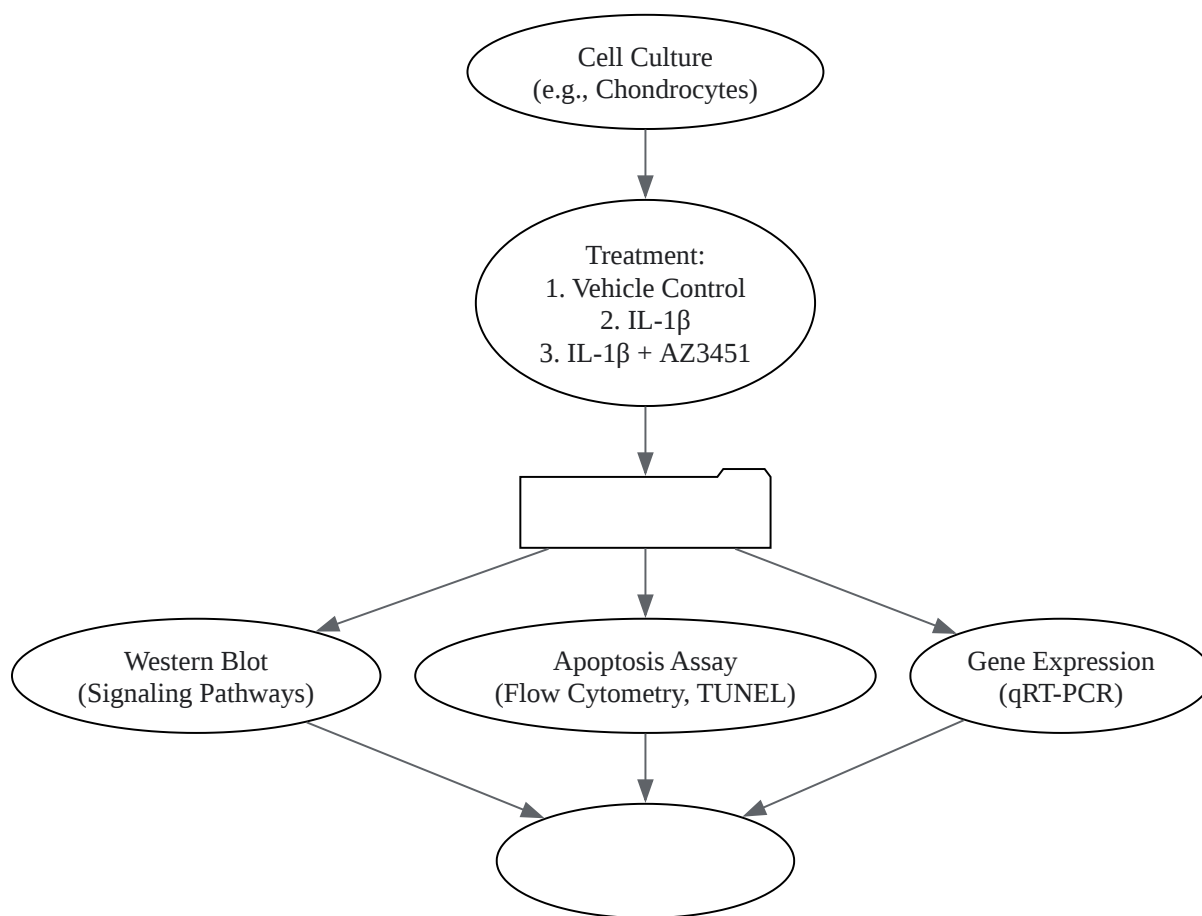 Cell Culture
(e.g., Chondrocytes)
Treatment:
1. Vehicle Control
2. IL-1β
3. IL-1β + AZ3451
Western Blot
(Signaling Pathways)
Apoptosis Assay
(Flow Cytometry, TUNEL)
Gene Expression
(qRT-PCR)